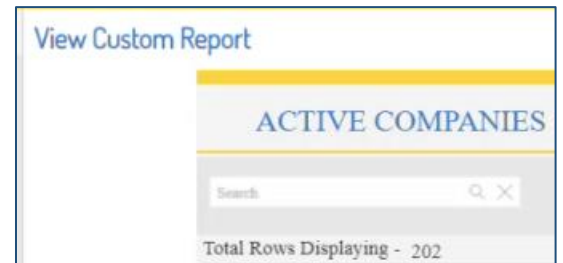 View Custom Report
ACTIVE COMPANIES
Search
Total Rows Displaying - 202